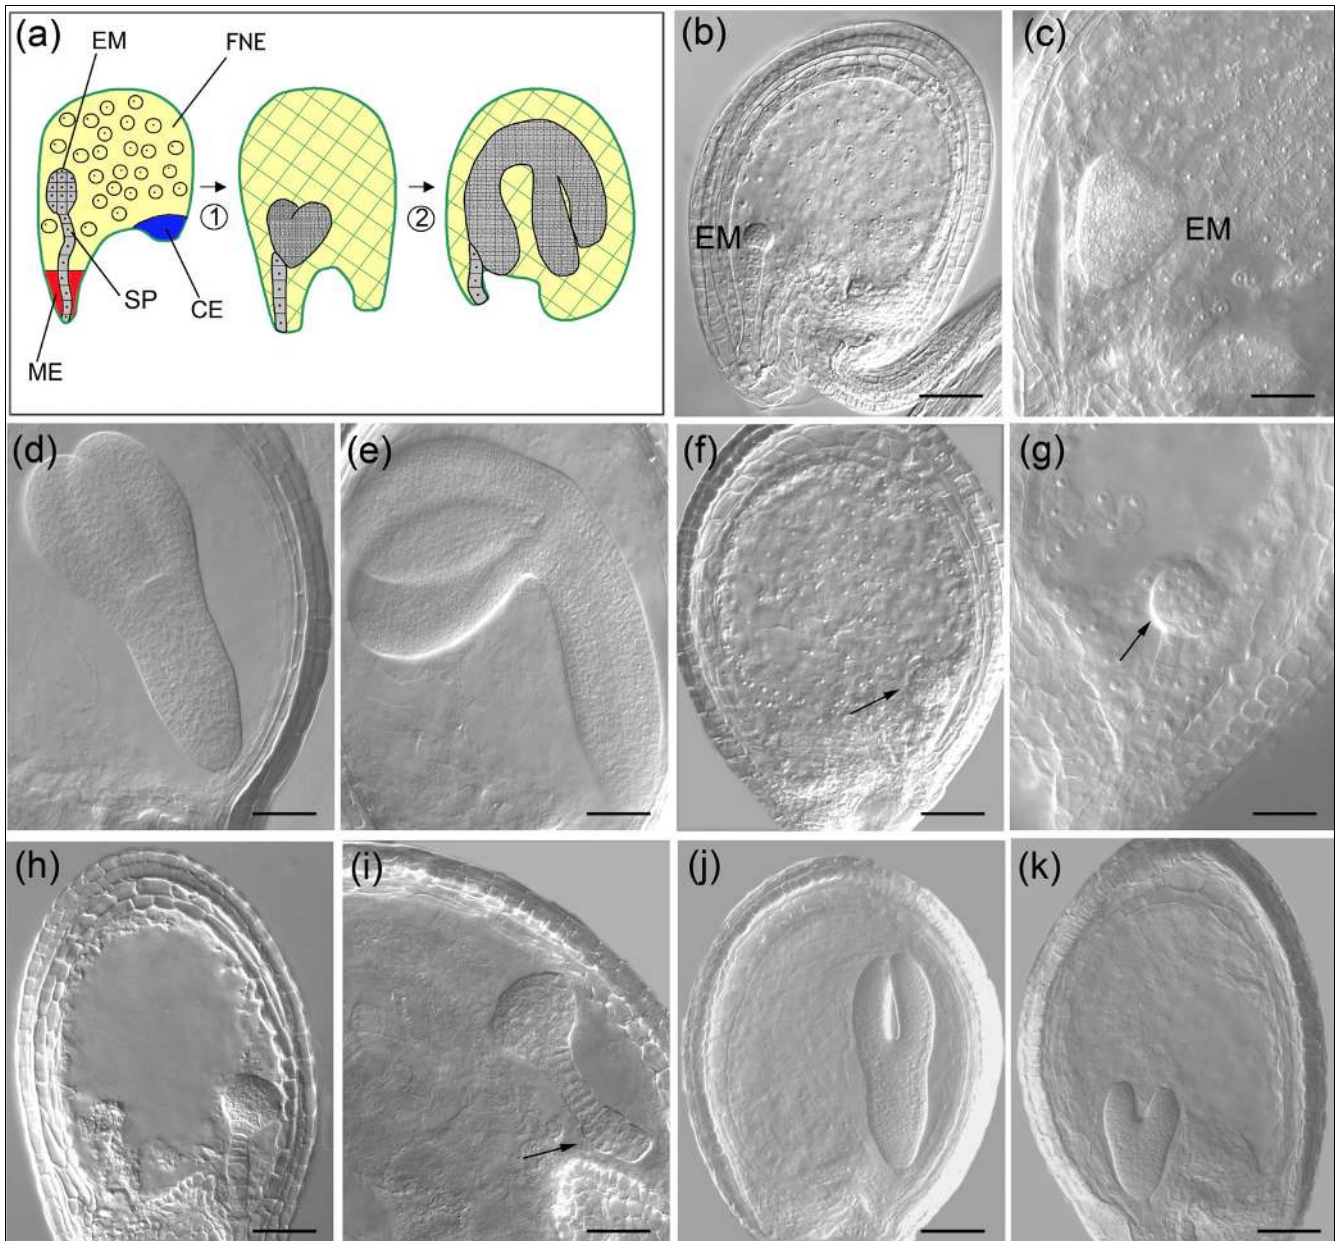 (a)
EM
FNE
①
②
SP
CE
ME
(b)
EM
(c)
EM
(d)
(e)
(f)
(g)
(h)
(i)
(j)
(k)